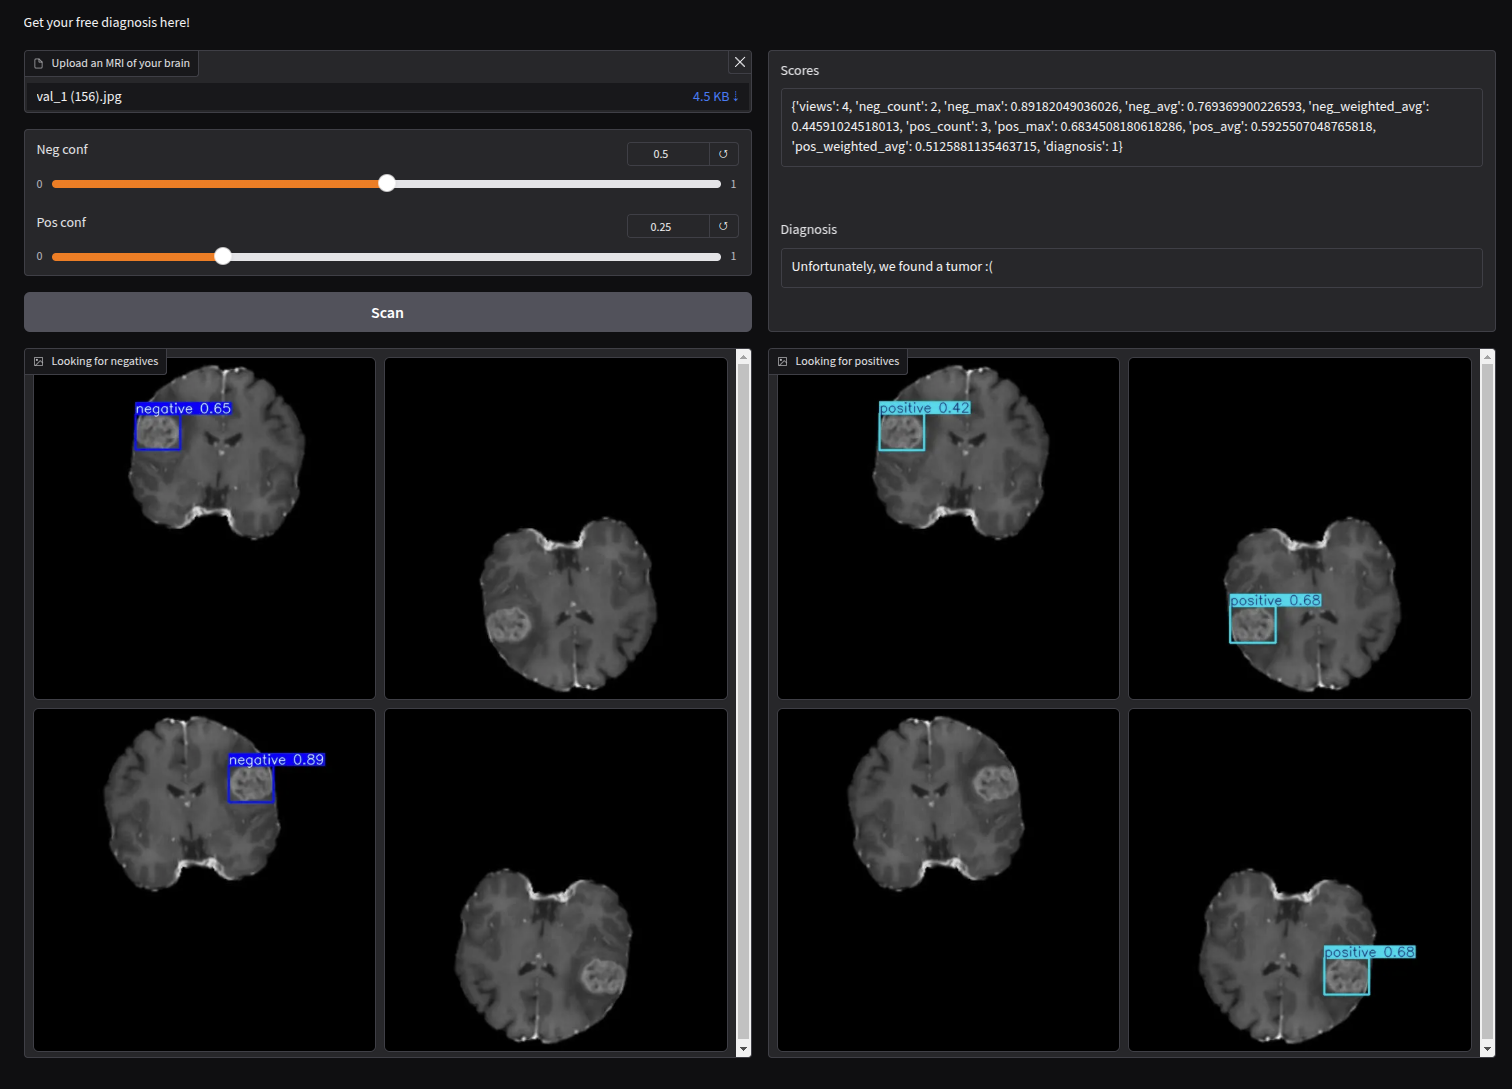 Get your free diagnosis here!
Upload an MRI of your brain
val_1 (156).jpg
4.5 KB ↓
Neg conf
0.5
0
1
Pos conf
0.25
0
1
Scan
Scores
{'views': 4, 'neg_count': 2, 'neg_max': 0.89182049036026, 'neg_avg': 0.769369900226593, 'neg_weighted_avg':
0.44591024518013, 'pos_count': 3, 'pos_max': 0.6834508180618286, 'pos_avg': 0.5925507048765818,
'pos_weighted_avg': 0.5125881135463715, 'diagnosis': 1}
Diagnosis
Unfortunately, we found a tumor :(
Looking for negatives
negative 0.65
negative 0.89
Looking for positives
positive 0.42
positive 0.68
positive 0.68